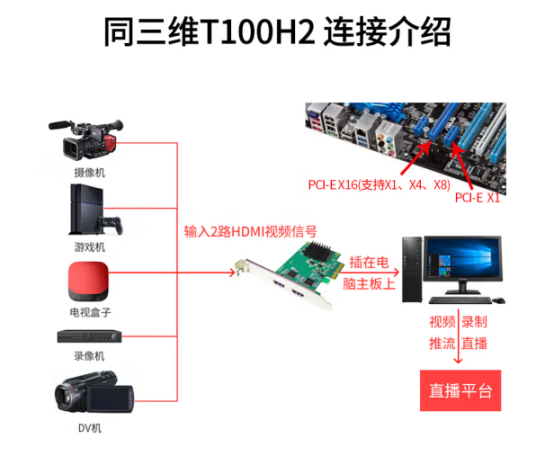 同三维T100H2 连接介绍
摄像机
PCI-E X16(支持X1、X4、X8)
PCI-E X1
游戏机
输入2路HDMI视频信号
插在电
脑主板上
电视盒子
视频 录制
推流 直播
录像机
直播平台
DV机